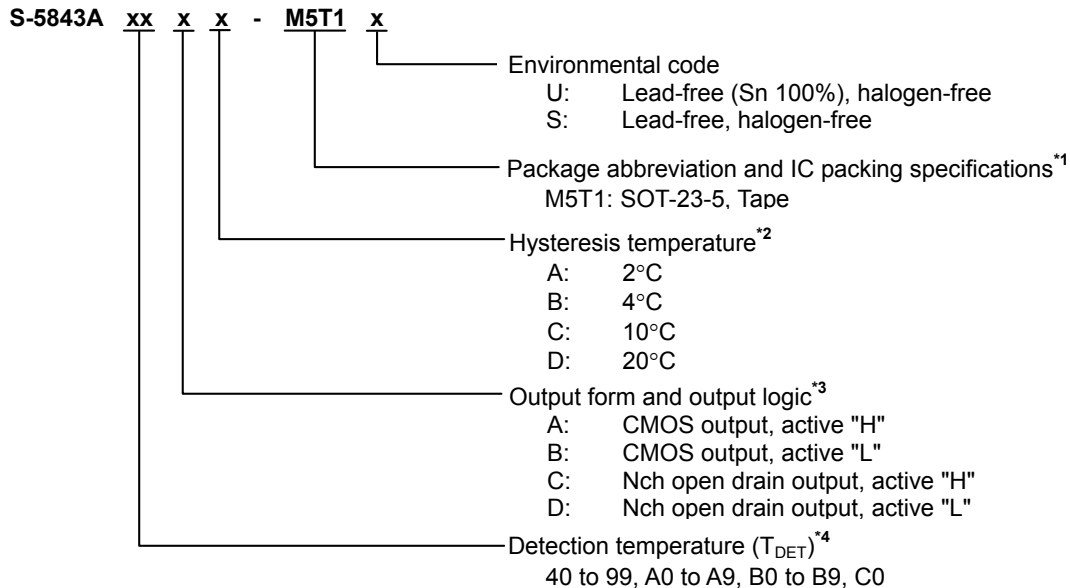 S-5843A xx x x - M5T1 x
Environmental code
U: Lead-free (Sn 100%), halogen-free
S: Lead-free, halogen-free
Package abbreviation and IC packing specifications*1
M5T1: SOT-23-5, Tape
Hysteresis temperature*2
A: 2°C
B: 4°C
C: 10°C
D: 20°C
Output form and output logic*3
A: CMOS output, active "H"
B: CMOS output, active "L"
C: Nch open drain output, active "H"
D: Nch open drain output, active "L"
Detection temperature (TDET)*4
40 to 99, A0 to A9, B0 to B9, C0